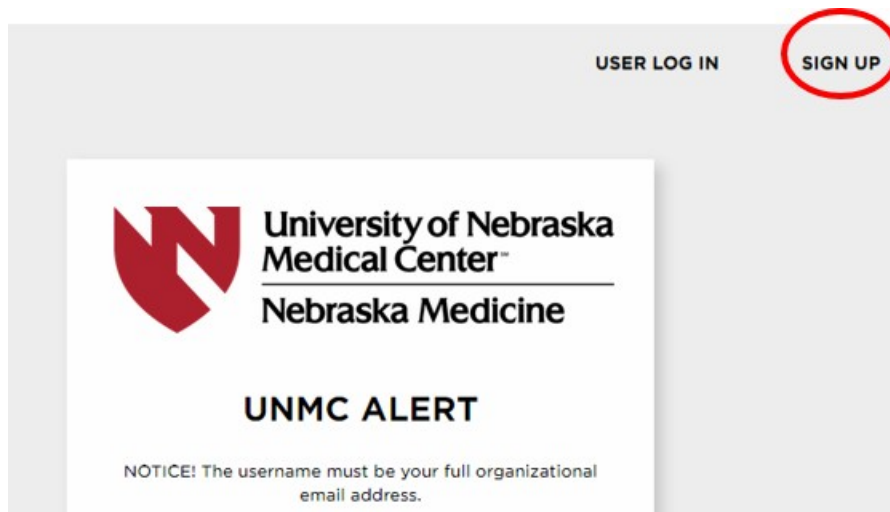 USER LOG IN SIGN UP
University of Nebraska
Medical Center™
Nebraska Medicine
UNMC ALERT
NOTICE! The username must be your full organizational
email address.